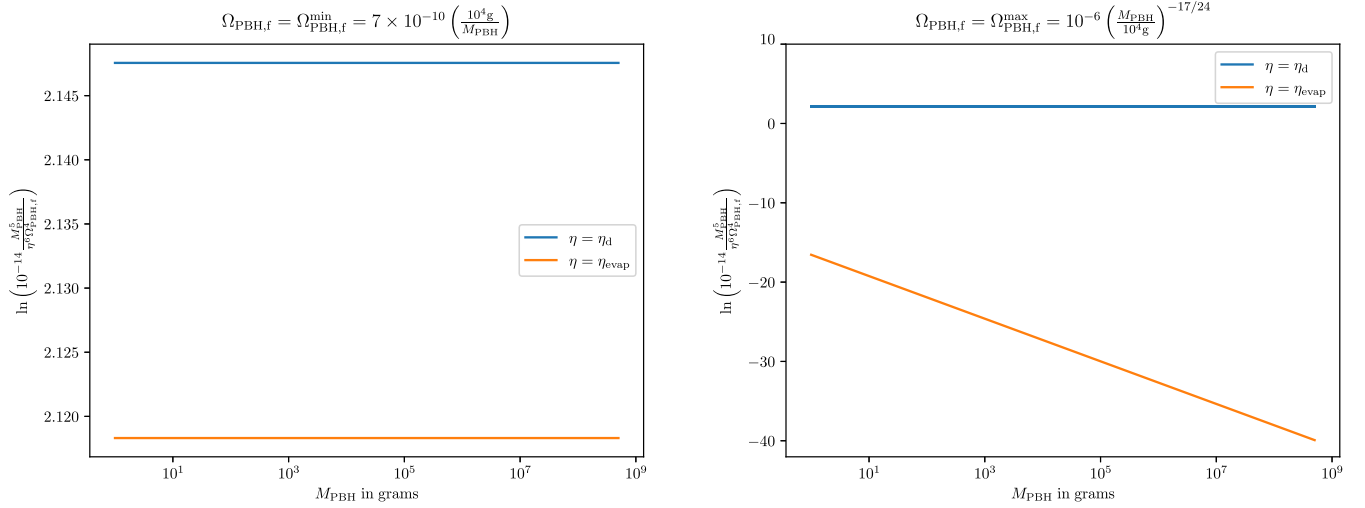 Ω_PBH,f = Ω^min_PBH,f = 7 × 10^−10 (10^4g / M_PBH)
ln (10^−14 M^5_PBH / η^6Ω^4_PBH,f)
2.145
2.140
2.135
2.130
2.125
2.120
η = η_d
η = η_evap
10^1
10^3
10^5
10^7
10^9
M_PBH in grams
Ω_PBH,f = Ω^max_PBH,f = 10^−6 (M_PBH / 10^4g)^−17/24
ln (10^−14 M^5_PBH / η^6Ω^4_PBH,f)
10
0
−10
−20
−30
−40
η = η_d
η = η_evap
10^1
10^3
10^5
10^7
10^9
M_PBH in grams